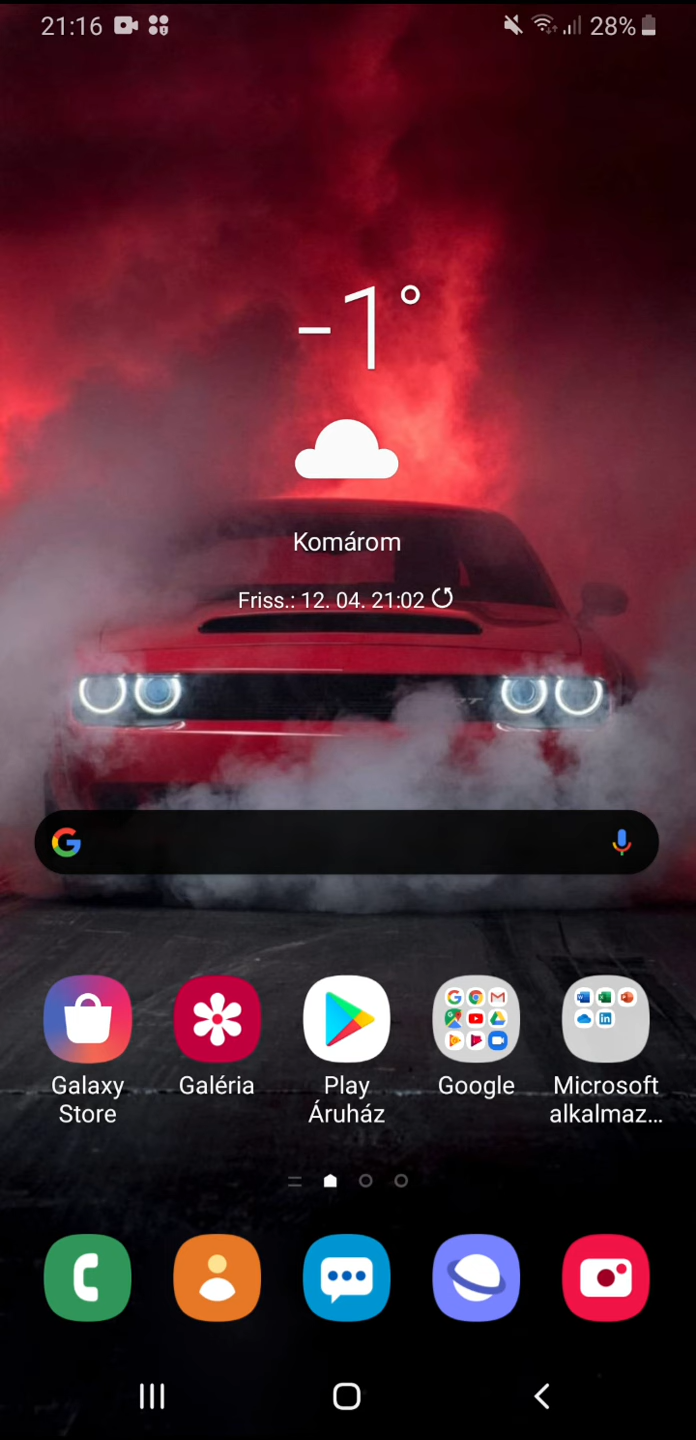 21:16
28%
-1°
Komárom
Friss.: 12. 04. 21:02
Galaxy
Store
Galéria
Play
Áruház
Google
Microsoft
alkalmaz...